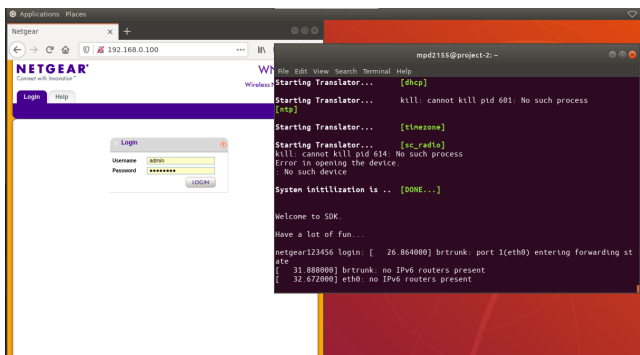 Applications Places
Netgear
192.168.0.100
NETGEAR®
Connect with Innovation™
Login Help
Login
Username admin
Password ••••••••
LOGIN
mpd2155@project-2: ~
File Edit View Search Terminal Help
Starting Translator... [dhcp]
Starting Translator... kill: cannot kill pid 601: No such process
[ntp]
Starting Translator... [timezone]
Starting Translator... [sc_radio]
kill: cannot kill pid 614: No such process
Error in opening the device.
: No such device
System initilization is .. [DONE...]
Welcome to SDK.
Have a lot of fun...
netgear123456 login: [   26.864000] brtrunk: port 1(eth0) entering forwarding st
ate
[   31.888000] brtrunk: no IPv6 routers present
[   32.672000] eth0: no IPv6 routers present